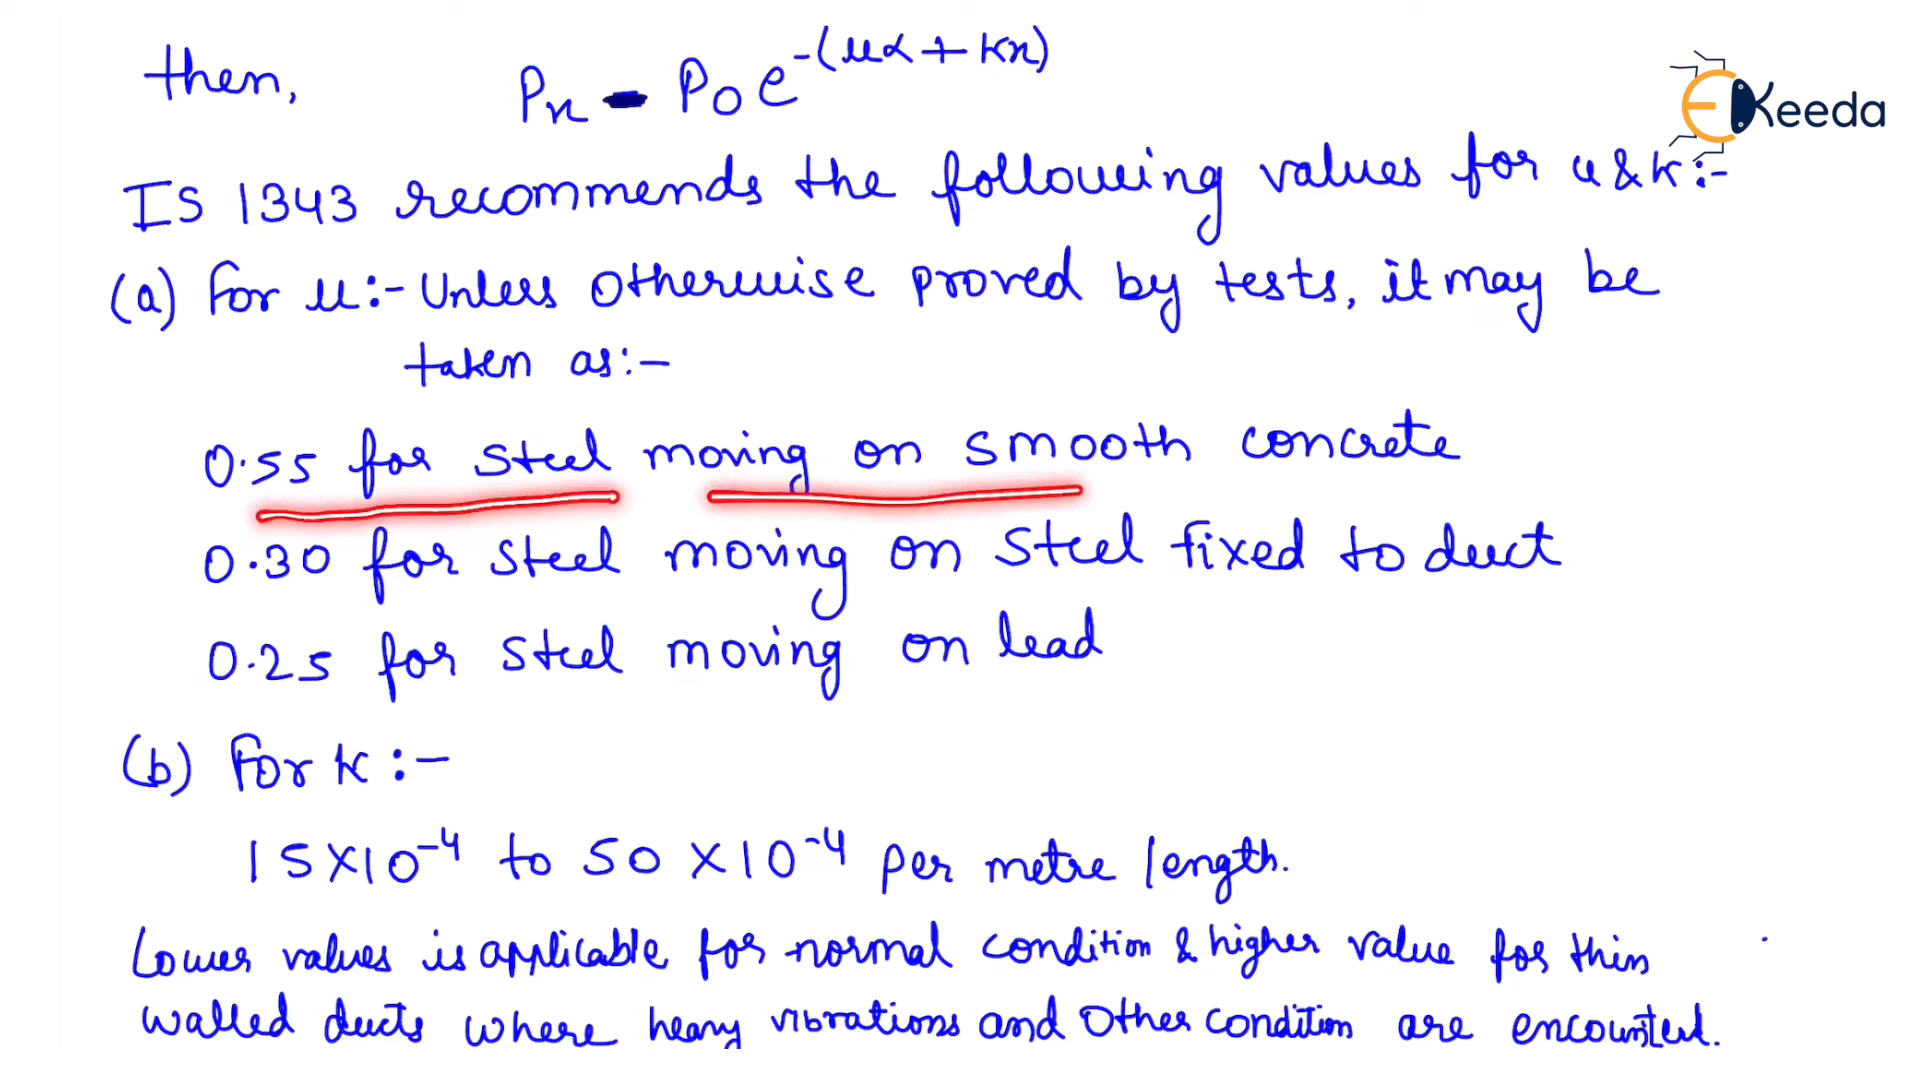 then, Px - P0 e^-(μα + Kx)
EKeeda
IS 1343 recommends the following values for μ & K:-
(a) For μ:- Unless otherwise proved by tests, it may be
taken as:-
0.55 for steel moving on smooth concrete
0.30 for steel moving on steel fixed to duct
0.25 for steel moving on lead
(b) For K:-
15×10^-4 to 50×10^-4 per metre length.
Lower values is applicable for normal condition & higher value for thin
walled ducts where heavy vibrations and other condition are encounted.